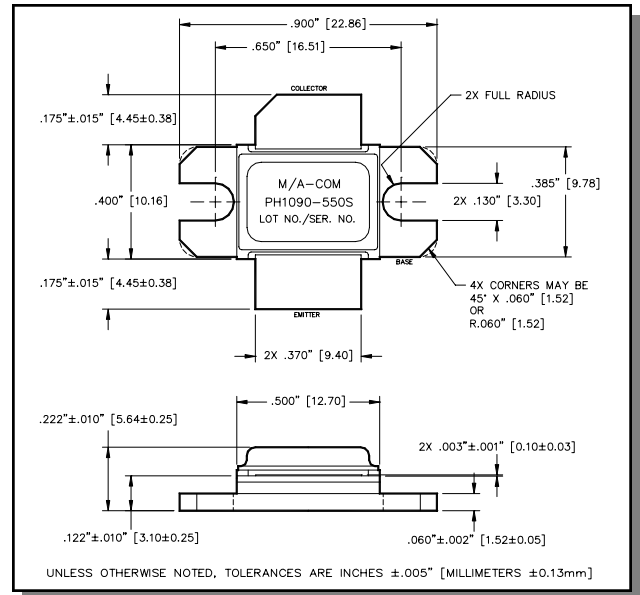 .900" [22.86]
.650" [16.51]
COLLECTOR
2X FULL RADIUS
.175"±.015" [4.45±0.38]
M/A-COM
PH1090-550S
LOT NO./SER. NO.
.400" [10.16]
.385" [9.78]
2X .130" [3.30]
BASE
.175"±.015" [4.45±0.38]
4X CORNERS MAY BE
45° X .060" [1.52]
OR
R.060" [1.52]
EMITTER
2X .370" [9.40]
.500" [12.70]
.222"±.010" [5.64±0.25]
2X .003"±.001" [0.10±0.03]
.122"±.010" [3.10±0.25]
.060"±.002" [1.52±0.05]
UNLESS OTHERWISE NOTED, TOLERANCES ARE INCHES ±.005" [MILLIMETERS ±0.13mm]